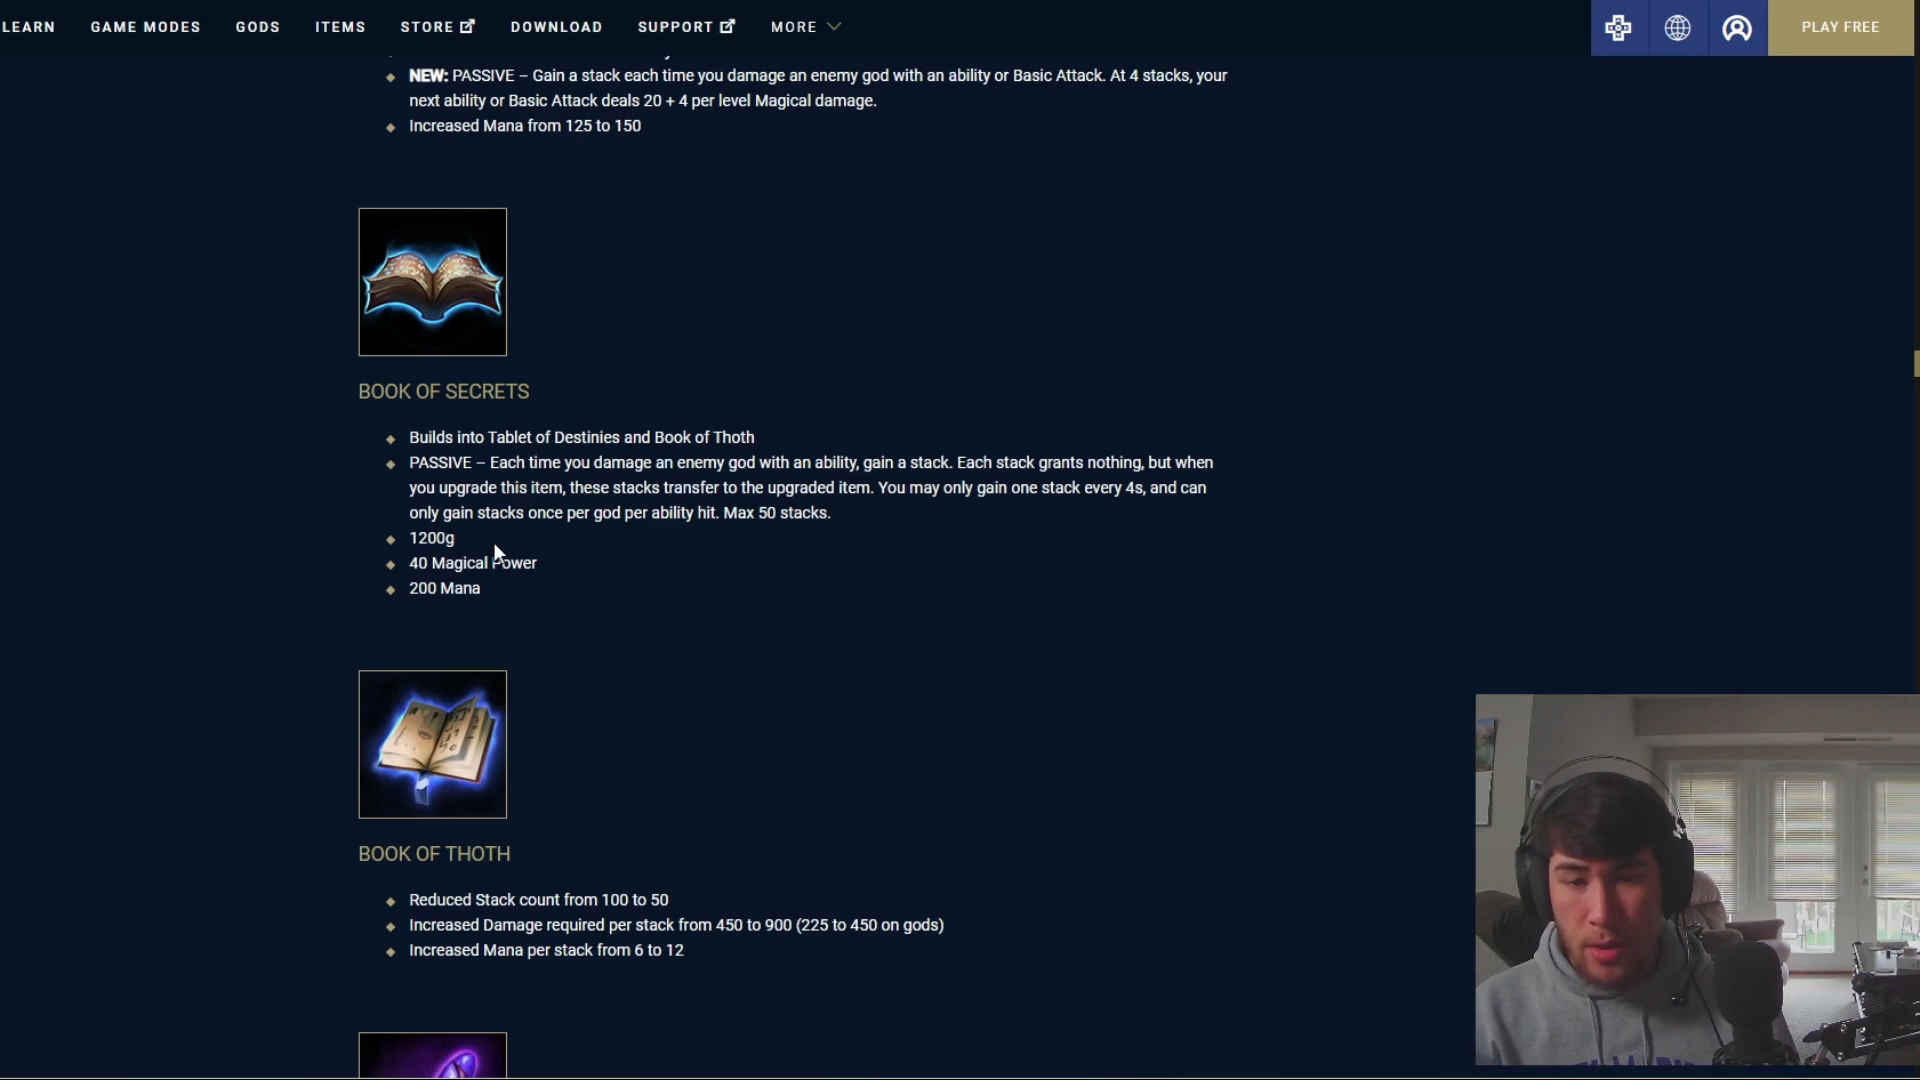 LEARN GAME MODES GODS ITEMS STORE DOWNLOAD SUPPORT MORE PLAY FREE
NEW: PASSIVE – Gain a stack each time you damage an enemy god with an ability or Basic Attack. At 4 stacks, your
next ability or Basic Attack deals 20 + 4 per level Magical damage.
Increased Mana from 125 to 150
BOOK OF SECRETS
Builds into Tablet of Destinies and Book of Thoth
PASSIVE – Each time you damage an enemy god with an ability, gain a stack. Each stack grants nothing, but when
you upgrade this item, these stacks transfer to the upgraded item. You may only gain one stack every 4s, and can
only gain stacks once per god per ability hit. Max 50 stacks.
1200g
40 Magical Power
200 Mana
BOOK OF THOTH
Reduced Stack count from 100 to 50
Increased Damage required per stack from 450 to 900 (225 to 450 on gods)
Increased Mana per stack from 6 to 12